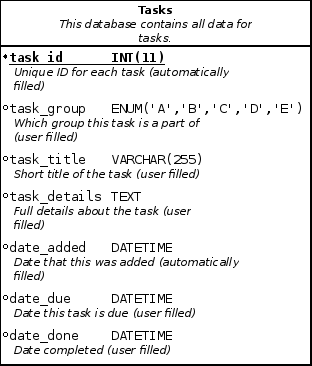 Tasks
This database contains all data for
tasks.
task_id INT(11)
Unique ID for each task (automatically
filled)
task_group ENUM('A','B','C','D','E')
Which group this task is a part of
(user filled)
task_title VARCHAR(255)
Short title of the task (user filled)
task_details TEXT
Full details about the task (user
filled)
date_added DATETIME
Date that this was added (automatically
filled)
date_due DATETIME
Date this task is due (user filled)
date_done DATETIME
Date completed (user filled)